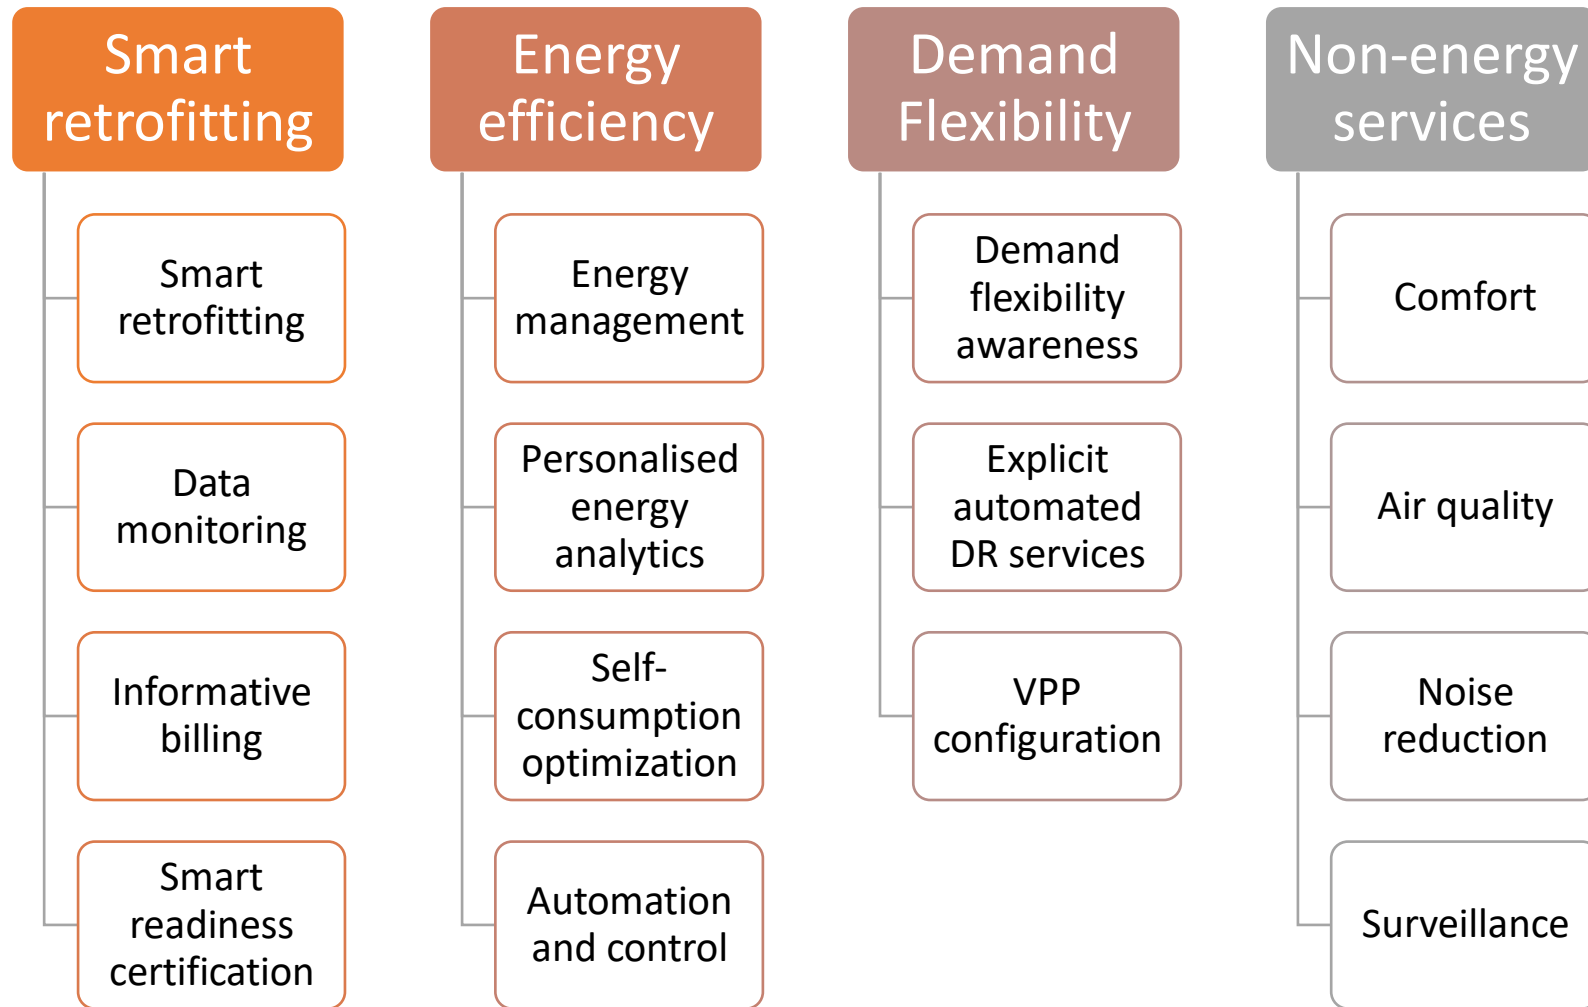 Smart
retrofitting
Smart
retrofitting
Data
monitoring
Informative
billing
Smart
readiness
certification
Energy
efficiency
Energy
management
Personalised
energy
analytics
Self-
consumption
optimization
Automation
and control
Demand
Flexibility
Demand
flexibility
awareness
Explicit
automated
DR services
VPP
configuration
Non-energy
services
Comfort
Air quality
Noise
reduction
Surveillance